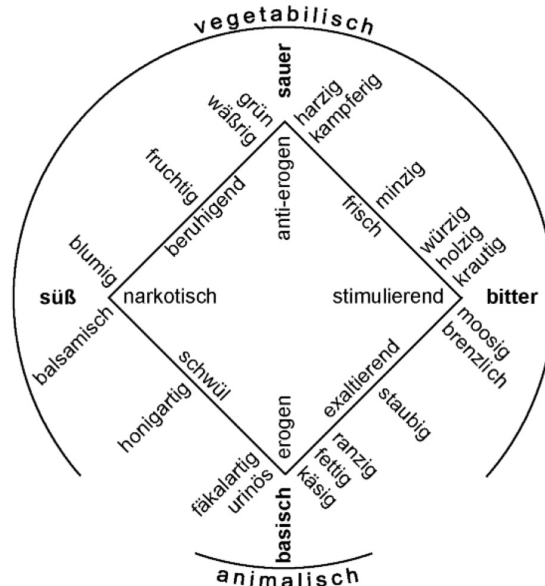 vegetabilisch
sauer
grün
wäßrig
harzig
kampferig
fruchtig
beruhigend
anti-erogen
frisch
minzig
blumig
würzig
holzig
krautig
süß
narkotisch
stimulierend
bitter
balsamisch
moosig
brenzlich
honigartig
schwül
erogen
exaltierend
staubig
fäkalartig
urinös
ranzig
fettig
käsig
basisch
animalisch